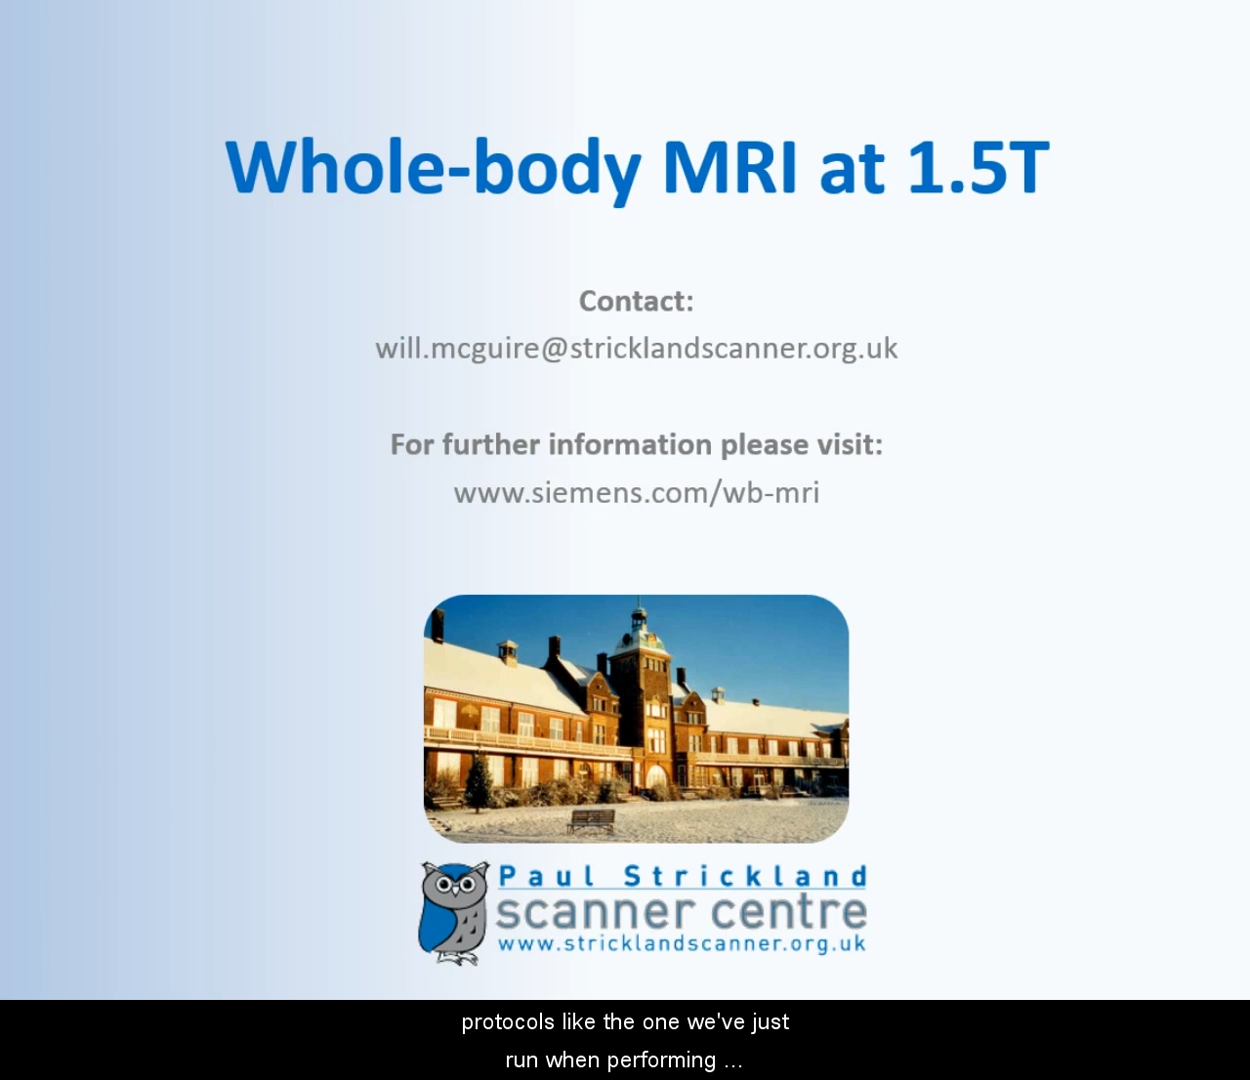 Whole-body MRI at 1.5T
Contact:
will.mcguire@stricklandscanner.org.uk
For further information please visit:
www.siemens.com/wb-mri
Paul Strickland
scanner centre
www.stricklandscanner.org.uk
protocols like the one we've just
run when performing ...